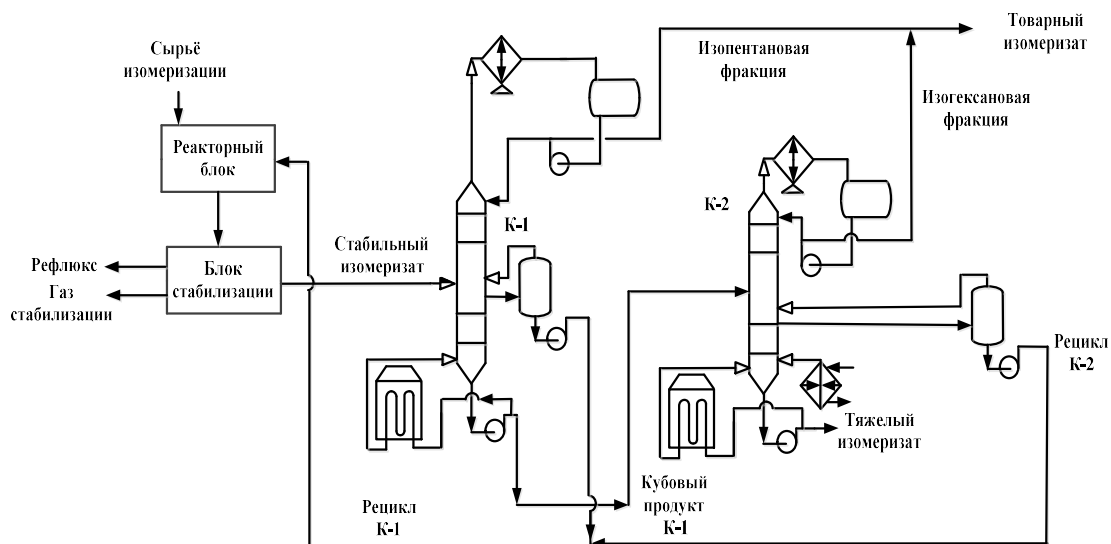 Сырьё
изомеризации
Реакторный
блок
Рефлюкс
Газ
стабилизации
Блок
стабилизации
Стабильный
изомеризат
К-1
Изопентановая
фракция
Товарный
изомеризат
Изогексановая
фракция
К-2
Рецикл
К-2
Тяжелый
изомеризат
Кубовый
продукт
К-1
Рецикл
К-1